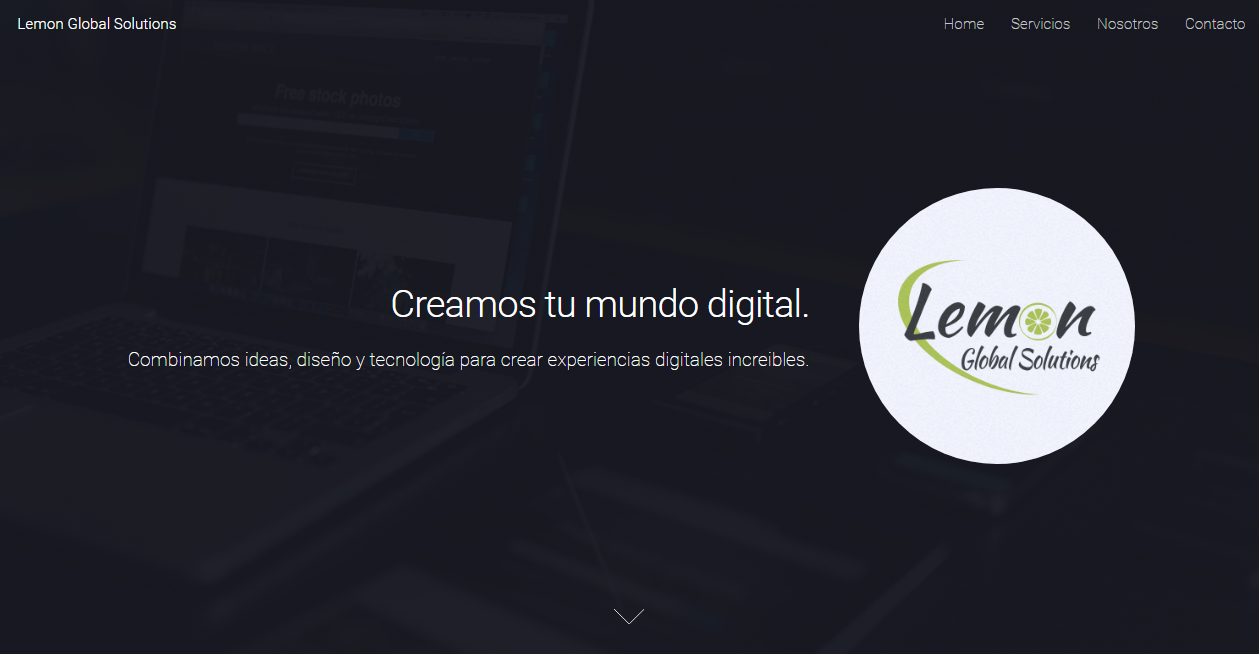 Lemon Global Solutions
Home Servicios Nosotros Contacto
Free stock photos
Creamos tu mundo digital.
Combinamos ideas, diseño y tecnología para crear experiencias digitales increibles.
Lemon
Global Solutions